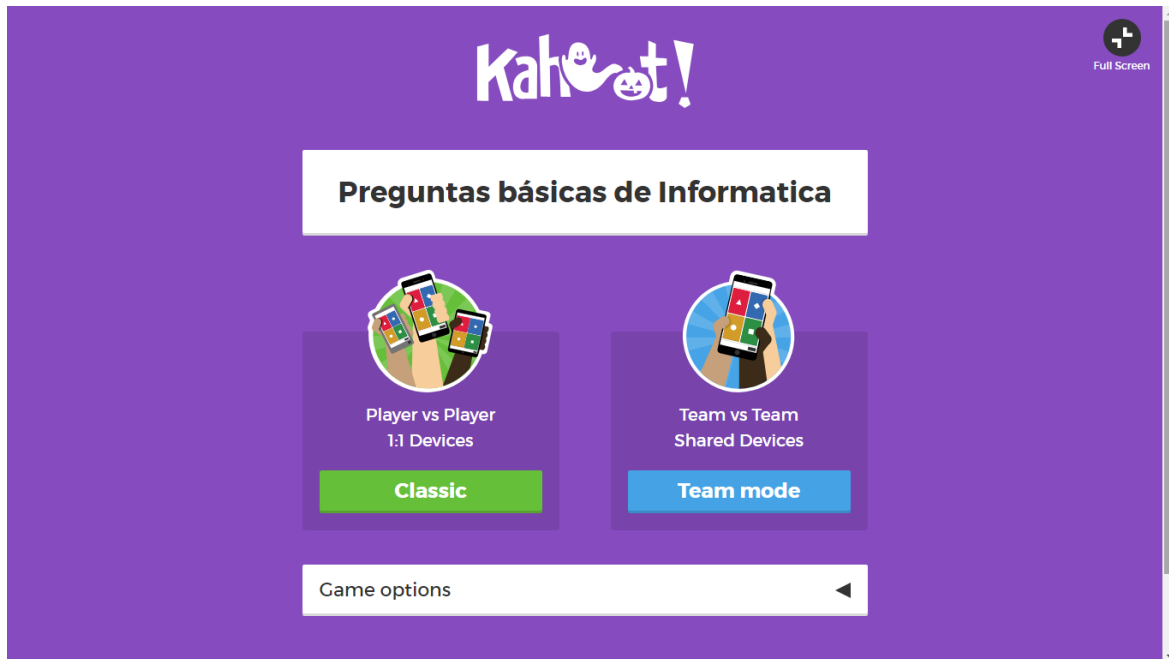 Kahoot!
Full Screen
Preguntas básicas de Informatica
Player vs Player
1:1 Devices
Classic
Team vs Team
Shared Devices
Team mode
Game options